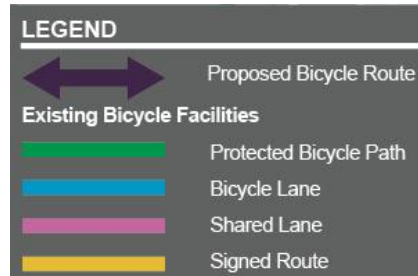 LEGEND
Proposed Bicycle Route
Existing Bicycle Facilities
Protected Bicycle Path
Bicycle Lane
Shared Lane
Signed Route